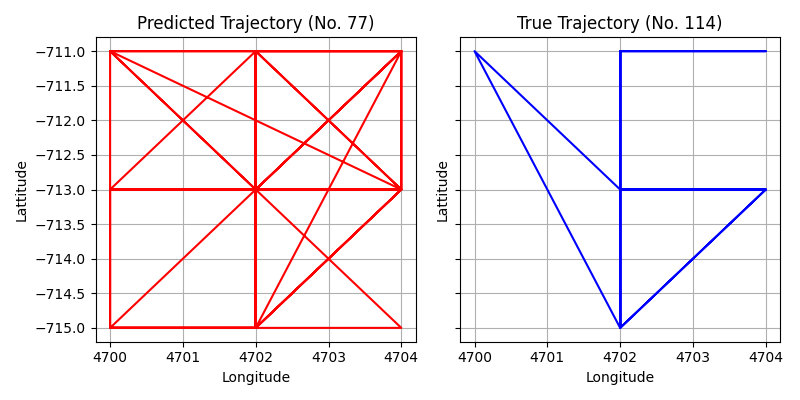 Predicted Trajectory (No. 77)
True Trajectory (No. 114)
−711.0
−711.5
−712.0
−712.5
−713.0
−713.5
−714.0
−714.5
−715.0
Lattitude
Lattitude
4700 4701 4702 4703 4704
4700 4701 4702 4703 4704
Longitude
Longitude